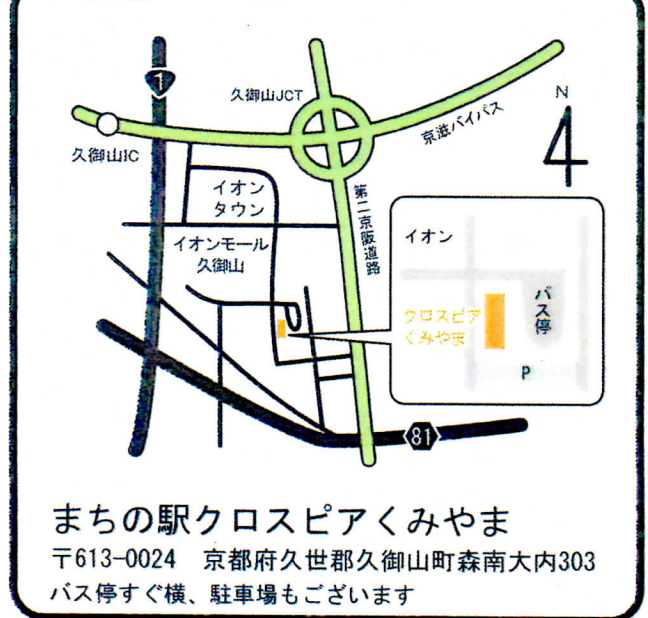 1
久御山JCT
N
京滋バイパス
久御山IC
イオン
タウン
第二京阪道路
イオンモール
久御山
イオン
バス停
クロスピア
くみやま
P
81
まちの駅クロスピアくみやま
〒613-0024 京都府久世郡久御山町森南大内303
バス停すぐ横、駐車場もございます